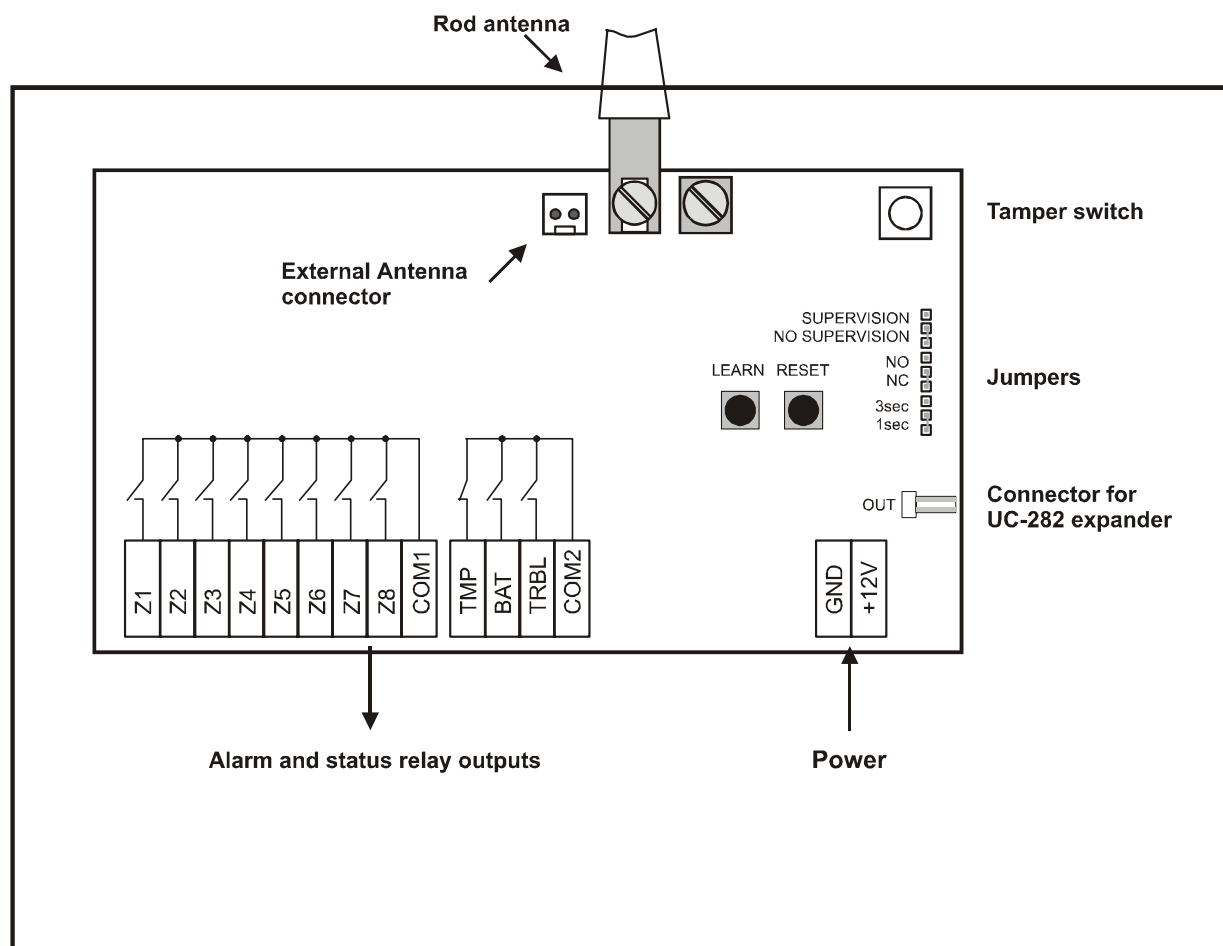 Rod antenna
Tamper switch
External Antenna
connector
SUPERVISION
NO SUPERVISION
NO
NC
3sec
1sec
Jumpers
LEARN
RESET
OUT
Connector for
UC-282 expander
Z1
Z2
Z3
Z4
Z5
Z6
Z7
Z8
COM1
TMP
BAT
TRBL
COM2
GND
+12V
Alarm and status relay outputs
Power